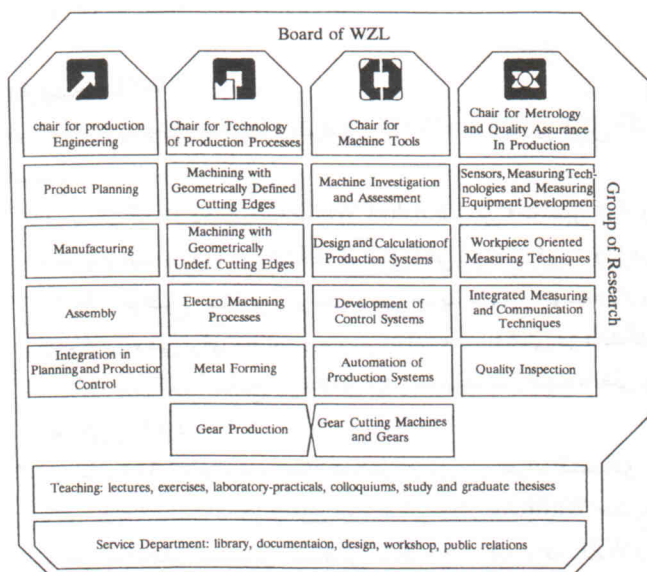 Board of WZL
chair for production
Engineering
Chair for Technology
of Production Processes
Chair for
Machine Tools
Chair for Metrology
and Quality Assurance
In Production
Product Planning
Machining with
Geometrically Defined
Cutting Edges
Machine Investigation
and Assessment
Sensors, Measuring Tech-
nologies and Measuring
Equipment Developmen
Manufacturing
Machining with
Geometrically
Undef. Cutting Edges
Design and Calculation of
Production Systems
Workpiece Oriented
Measuring Techniques
Assembly
Electro Machining
Processes
Development of
Control Systems
Integrated Measuring
and Communication
Techniques
Integration in
Planning and Production
Control
Metal Forming
Automation of
Production Systems
Quality Inspection
Gear Production
Gear Cutting Machines
and Gears
Group of Research
Teaching: lectures, exercises, laboratory-practicals, colloquiums, study and graduate thesises
Service Department: library, documentaion, design, workshop, public relations